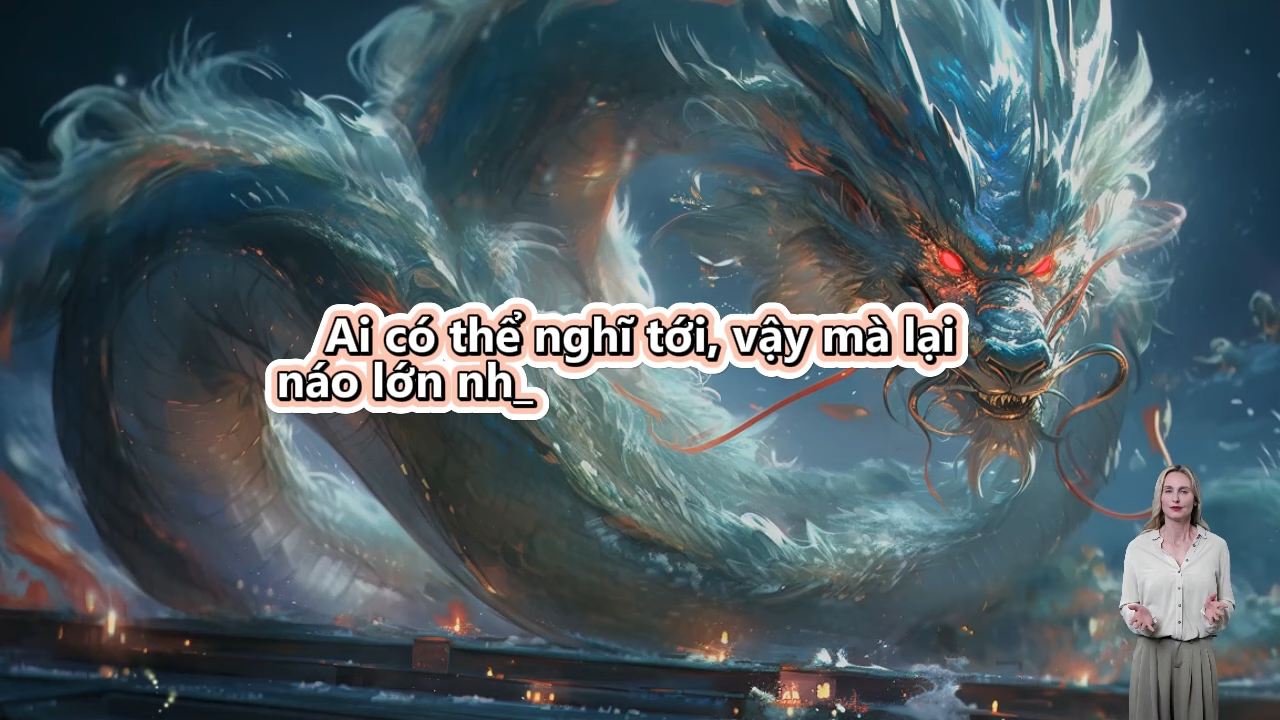 Ai có thể nghĩ tới, vậy mà lại
náo lớn nh_